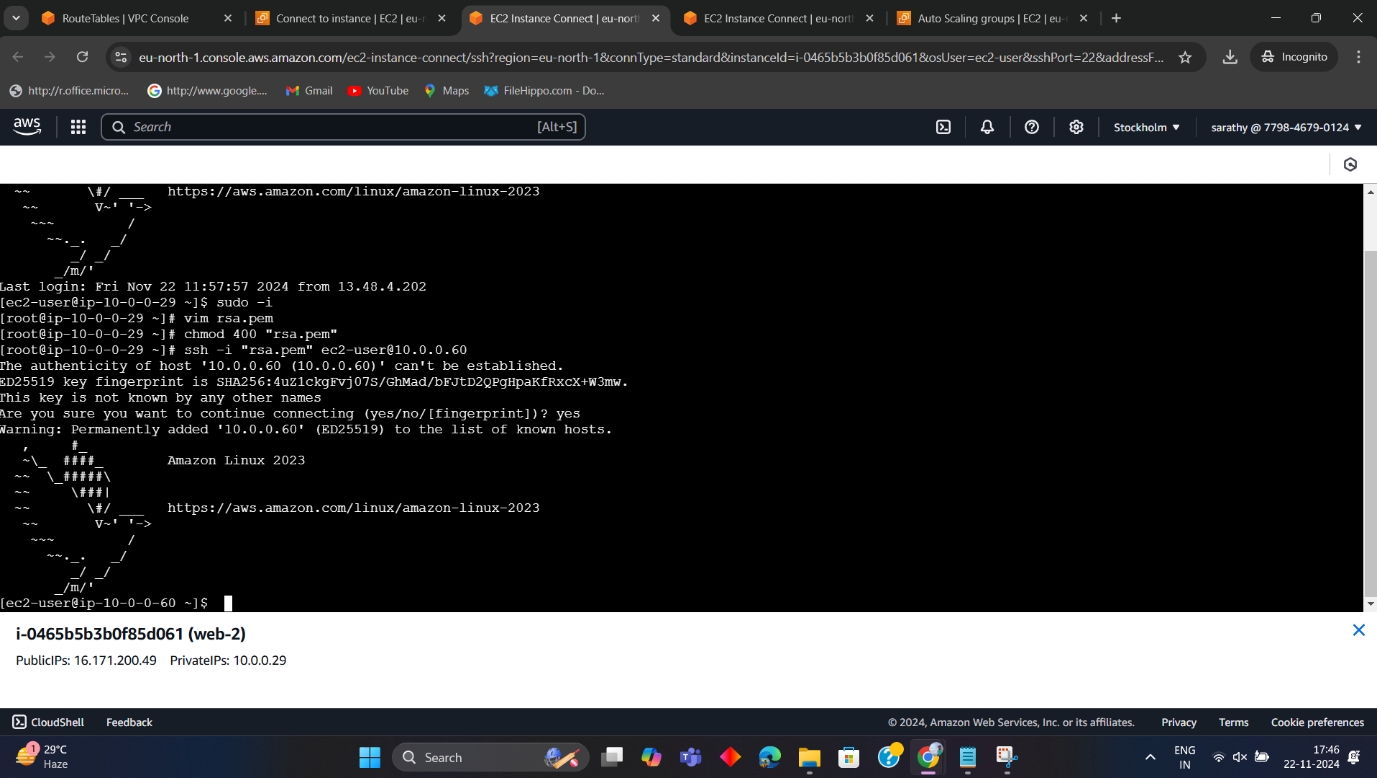 RouteTables | VPC Console
Connect to instance | EC2 | eu-r
EC2 Instance Connect | eu-nort
EC2 Instance Connect | eu-nort
Auto Scaling groups | EC2 | eu-
eu-north-1.console.aws.amazon.com/ec2-instance-connect/ssh?region=eu-north-1&connType=standard&instanceId=i-0465b5b3b0f85d061&osUser=ec2-user&sshPort=22&addressF...
Incognito
http://r.office.micro...
http://www.google....
Gmail
YouTube
Maps
FileHippo.com - Do...
aws
Search
[Alt+S]
Stockholm ▼
sarathy @ 7798-4679-0124 ▼
~~       \#/ ___   https://aws.amazon.com/linux/amazon-linux-2023
~~       V~' '->
~~~         /
~~._.   _/
_/ _/
_/m/'
Last login: Fri Nov 22 11:57:57 2024 from 13.48.4.202
[ec2-user@ip-10-0-0-29 ~]$ sudo -i
[root@ip-10-0-0-29 ~]# vim rsa.pem
[root@ip-10-0-0-29 ~]# chmod 400 "rsa.pem"
[root@ip-10-0-0-29 ~]# ssh -i "rsa.pem" ec2-user@10.0.0.60
The authenticity of host '10.0.0.60 (10.0.0.60)' can't be established.
ED25519 key fingerprint is SHA256:4uZ1ckgFvj07S/GhMad/bFJtD2QPgHpaKfRxcX+W3mw.
This key is not known by any other names
Are you sure you want to continue connecting (yes/no/[fingerprint])? yes
Warning: Permanently added '10.0.0.60' (ED25519) to the list of known hosts.
,     #_
~\_  ####_        Amazon Linux 2023
~~  \_#####\
~~     \###|
~~       \#/ ___   https://aws.amazon.com/linux/amazon-linux-2023
~~       V~' '->
~~~         /
~~._.   _/
_/ _/
_/m/'
[ec2-user@ip-10-0-0-60 ~]$
i-0465b5b3b0f85d061 (web-2)
PublicIPs: 16.171.200.49 PrivateIPs: 10.0.0.29
CloudShell
Feedback
© 2024, Amazon Web Services, Inc. or its affiliates.
Privacy
Terms
Cookie preferences
1
29°C
Haze
Search
ENG
IN
17:46
22-11-2024